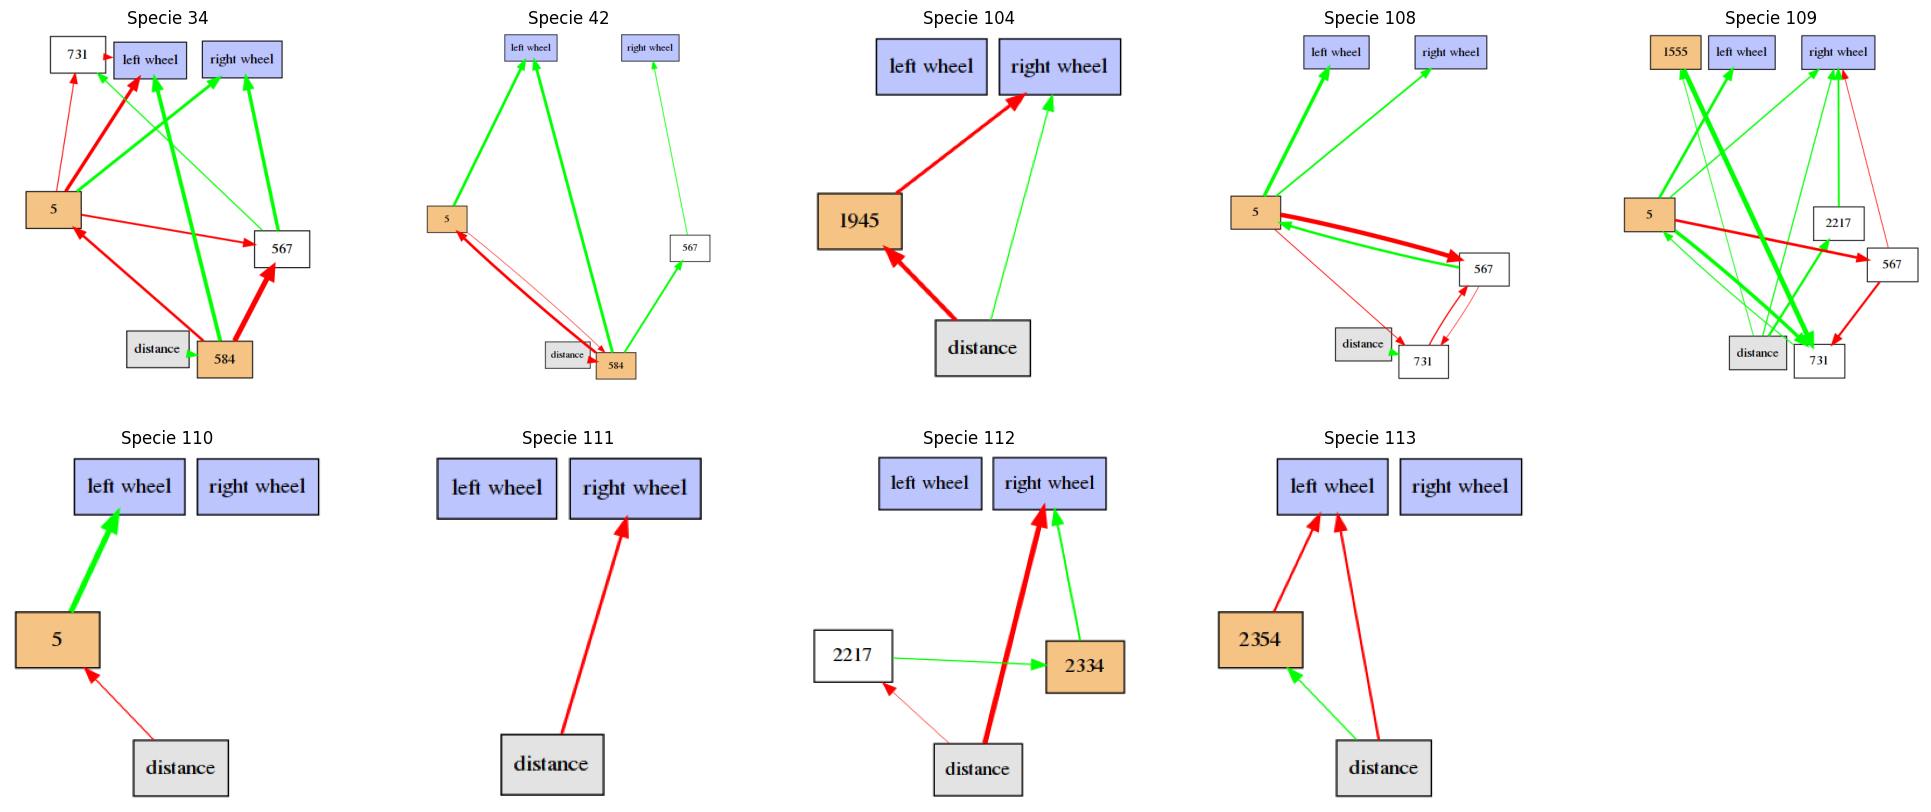 Specie 34
731
left wheel
right wheel
5
567
distance
584
Specie 42
left wheel
right wheel
5
567
distance
584
Specie 104
left wheel
right wheel
1945
distance
Specie 108
left wheel
right wheel
5
567
distance
731
Specie 109
1555
left wheel
right wheel
5
2217
567
distance
731
Specie 110
left wheel
right wheel
5
distance
Specie 111
left wheel
right wheel
distance
Specie 112
left wheel
right wheel
2217
2334
distance
Specie 113
left wheel
right wheel
2354
distance